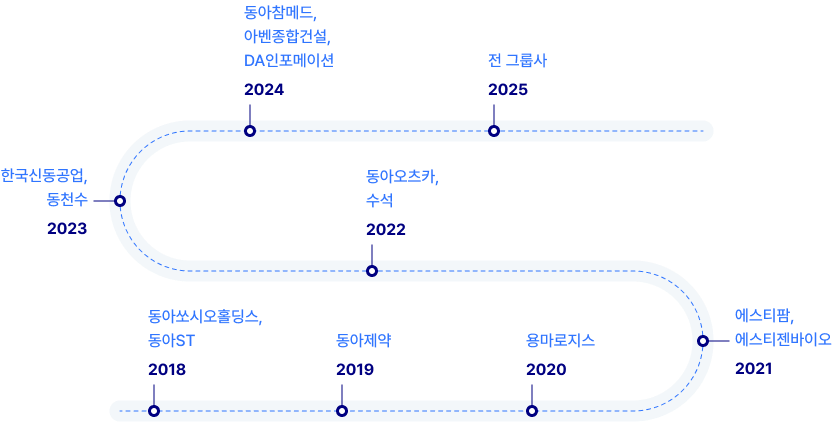 동아참메드,
아벤종합건설,
DA인포메이션
2024
전 그룹사
2025
한국신동공업,
동천수
2023
동아오츠카,
수석
2022
동아쏘시오홀딩스,
동아ST
2018
동아제약
2019
용마로지스
2020
에스티팜,
에스티젠바이오
2021